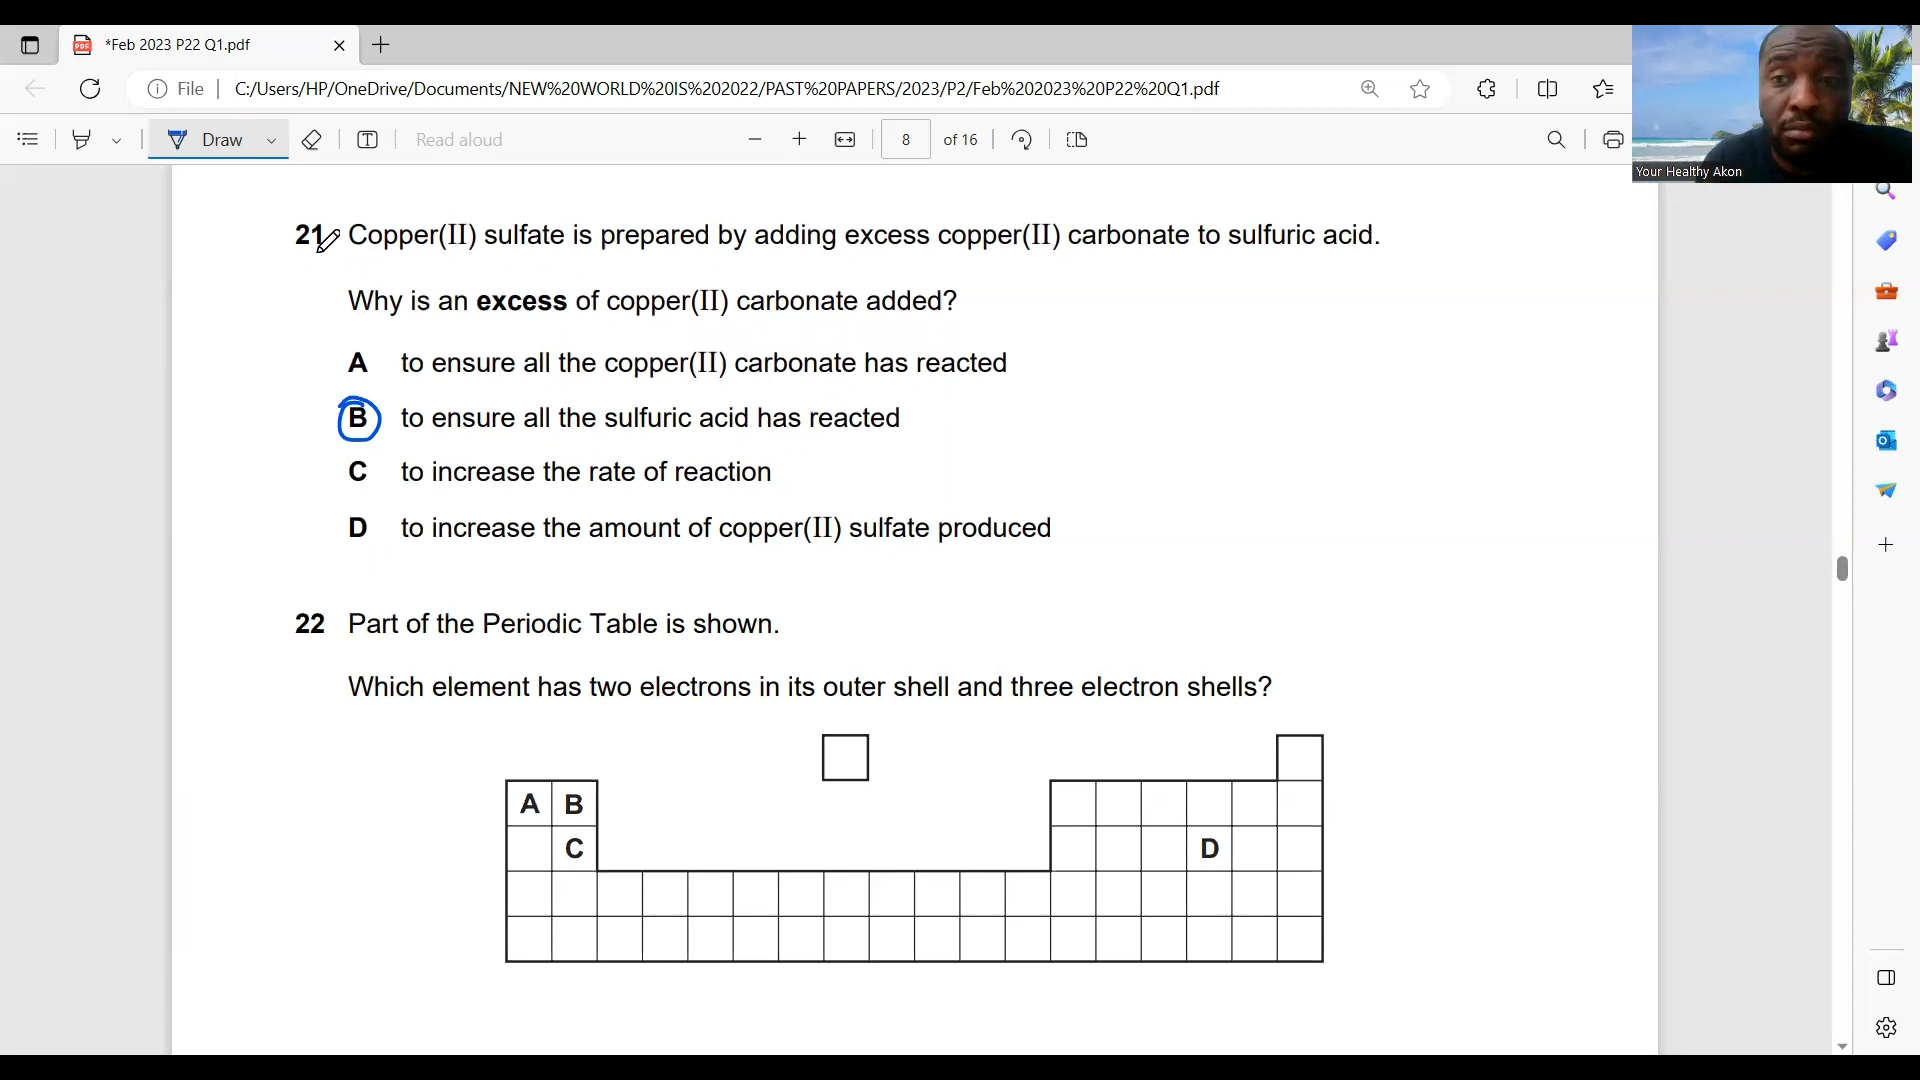 *Feb 2023 P22 Q1.pdf
File C:/Users/HP/OneDrive/Documents/NEW%20WORLD%20IS%202022/PAST%20PAPERS/2023/P2/Feb%202023%20P22%20Q1.pdf
Draw Read aloud 8 of 16
Your Healthy Akon
21 Copper(II) sulfate is prepared by adding excess copper(II) carbonate to sulfuric acid.
Why is an excess of copper(II) carbonate added?
A to ensure all the copper(II) carbonate has reacted
B to ensure all the sulfuric acid has reacted
C to increase the rate of reaction
D to increase the amount of copper(II) sulfate produced
22 Part of the Periodic Table is shown.
Which element has two electrons in its outer shell and three electron shells?
A B
C D